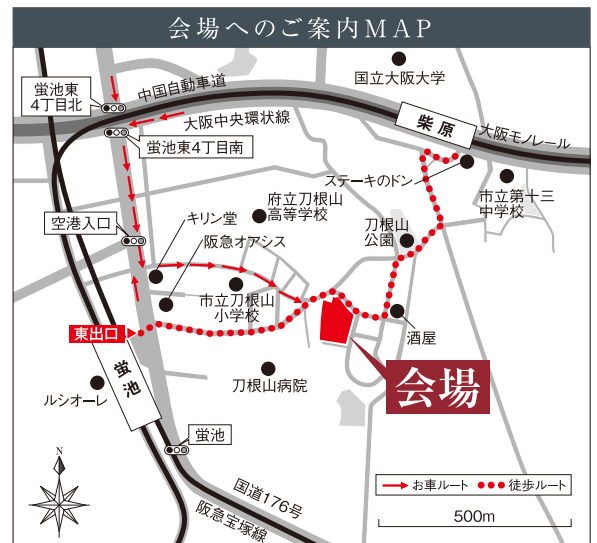 会場へのご案内MAP
国立大阪大学
蛍池東
4丁目北
中国自動車道
大阪中央環状線
柴原
大阪モノレール
蛍池東4丁目南
ステーキのドン
市立第十三
中学校
府立刀根山
高等学校
キリン堂
空港入口
阪急オアシス
刀根山
公園
市立刀根山
小学校
東出口
酒屋
蛍池
会場
刀根山病院
ルシオーレ
蛍池
N
国道176号
阪急宝塚線
お車ルート
徒歩ルート
500m